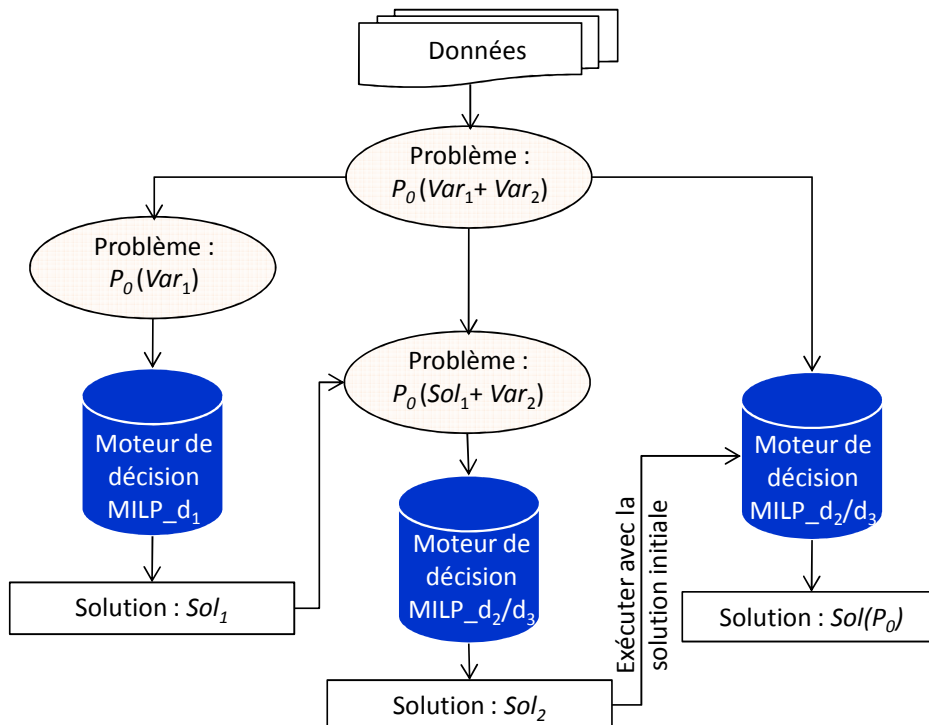 Données
Problème :
P₀(Var₁+ Var₂)
Problème :
P₀(Var₁)
Problème :
P₀(Sol₁+ Var₂)
Moteur de
décision
MILP_d₁
Moteur de
décision
MILP_d₂/d₃
Moteur de
décision
MILP_d₂/d₃
Exécuter avec la
solution initiale
Solution : Sol₁
Solution : Sol(P₀)
Solution : Sol₂